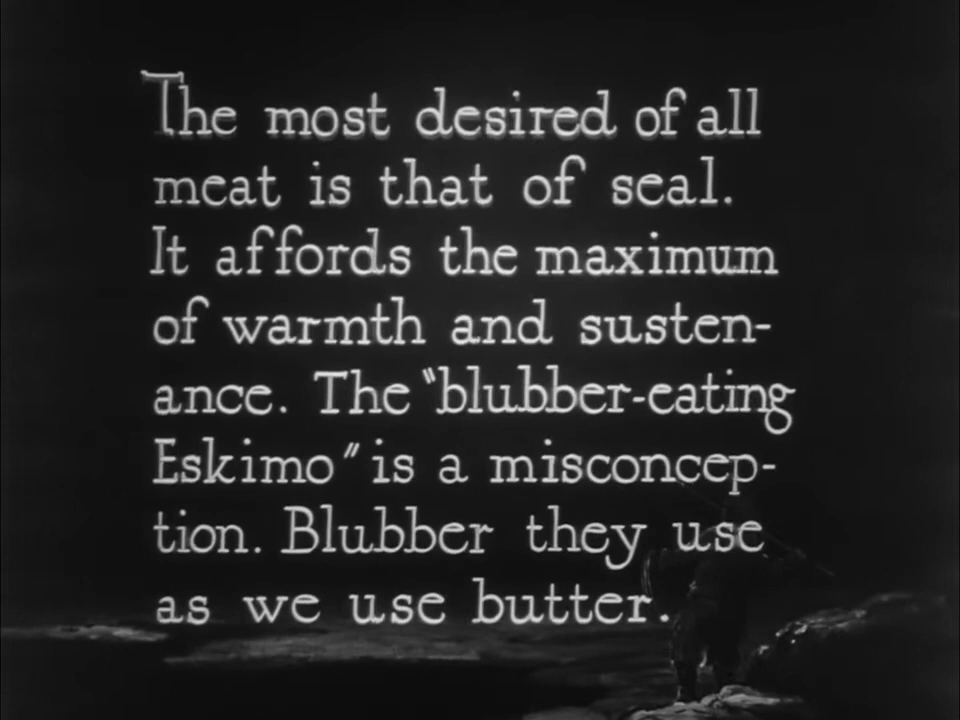 The most desired of all
meat is that of seal.
It affords the maximum
of warmth and susten-
ance. The "blubber-eating
Eskimo" is a misconcep-
tion. Blubber they use
as we use butter.